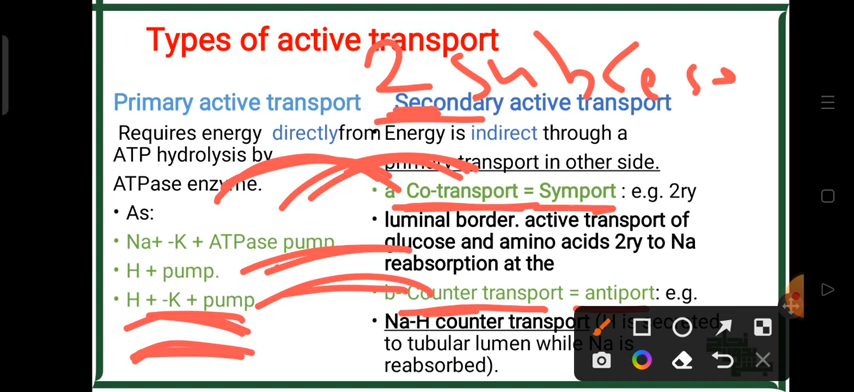 Types of active transport
2
Primary active transport
Requires energy directly from
ATP hydrolysis by
ATPase enzyme.
• As:
• Na+ -K + ATPase pump
• H + pump.
• H + -K + pump
Secondary active transport
• Energy is indirect through a
primary transport in other side.
• a- Co-transport = Symport : e.g. 2ry
• luminal border. active transport of
glucose and amino acids 2ry to Na
reabsorption at the
• b- Counter transport = antiport: e.g.
• Na-H counter transport (H is secreted
to tubular lumen while Na is
reabsorbed).